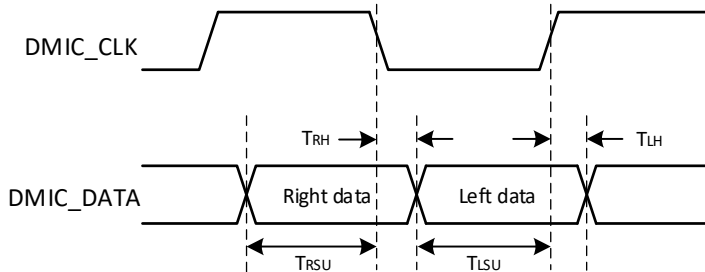 DMIC_CLK
TRH
TLH
DMIC_DATA
Right data
Left data
TRSU
TLSU